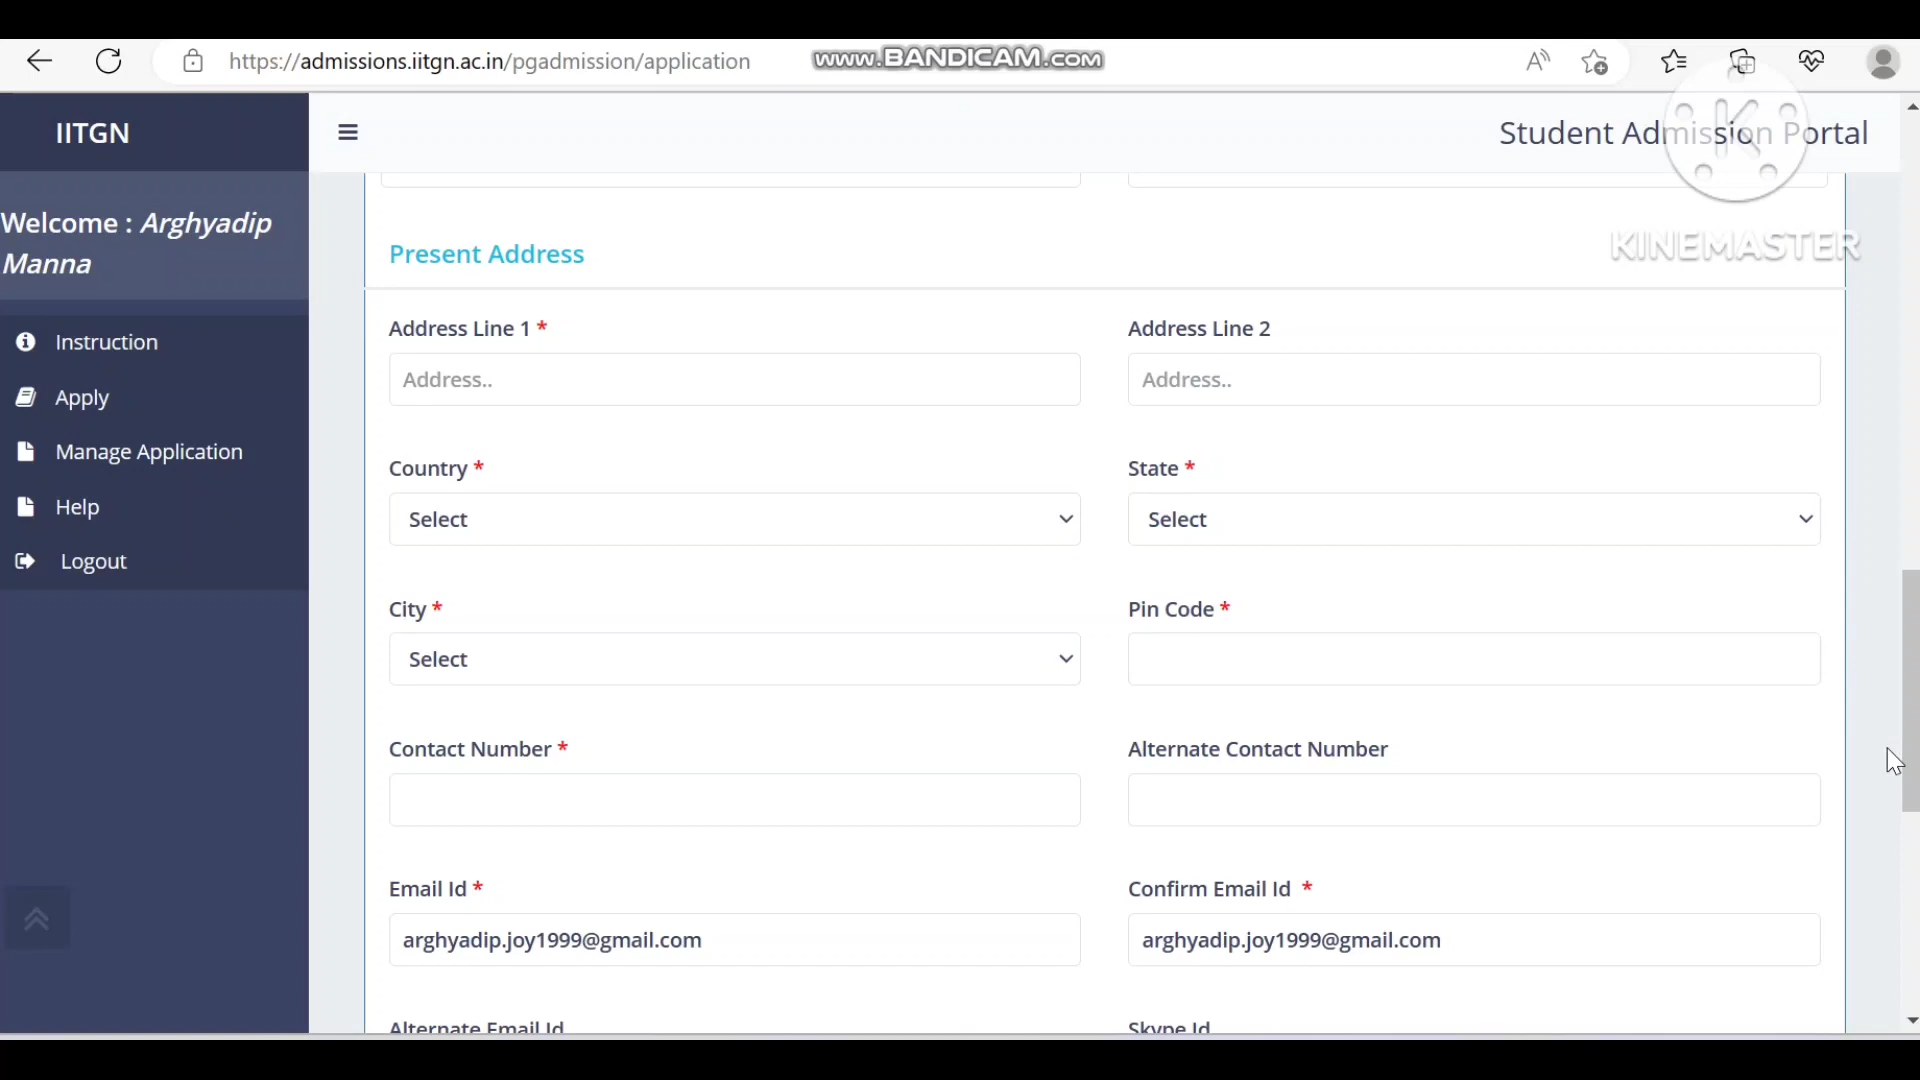 https://admissions.iitgn.ac.in/pgadmission/application
www.BANDICAM.com
IITGN
Student Admission Portal
KINEMASTER
Welcome : Arghyadip
Manna
Instruction
Apply
Manage Application
Help
Logout
Present Address
Address Line 1 *
Address Line 2
Address..
Address..
Country *
State *
Select
Select
City *
Pin Code *
Select
Contact Number *
Alternate Contact Number
Email Id *
Confirm Email Id *
arghyadip.joy1999@gmail.com
arghyadip.joy1999@gmail.com
Alternate Email Id
Skype Id